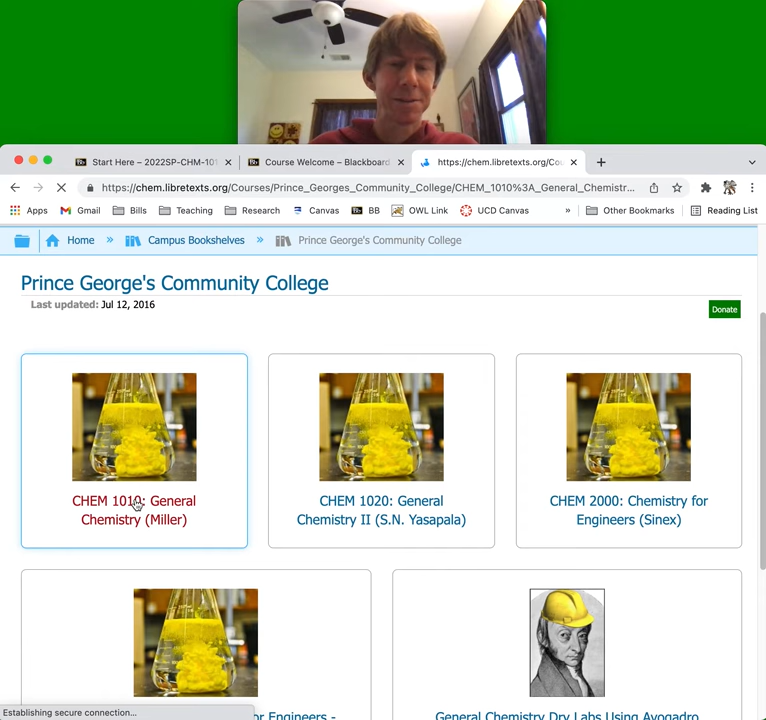 Start Here – 2022SP-CHM-101
Course Welcome – Blackboard
https://chem.libretexts.org/Cou
https://chem.libretexts.org/Courses/Prince_Georges_Community_College/CHEM_1010%3A_General_Chemistr...
Apps Gmail Bills Teaching Research Canvas BB OWL Link UCD Canvas » Other Bookmarks Reading List
Home » Campus Bookshelves » Prince George's Community College
Prince George's Community College
Last updated: Jul 12, 2016
Donate
CHEM 1010: General
Chemistry (Miller)
CHEM 1020: General
Chemistry II (S.N. Yasapala)
CHEM 2000: Chemistry for
Engineers (Sinex)
or Engineers -
General Chemistry Dry Labs Using Avogadro
Establishing secure connection...